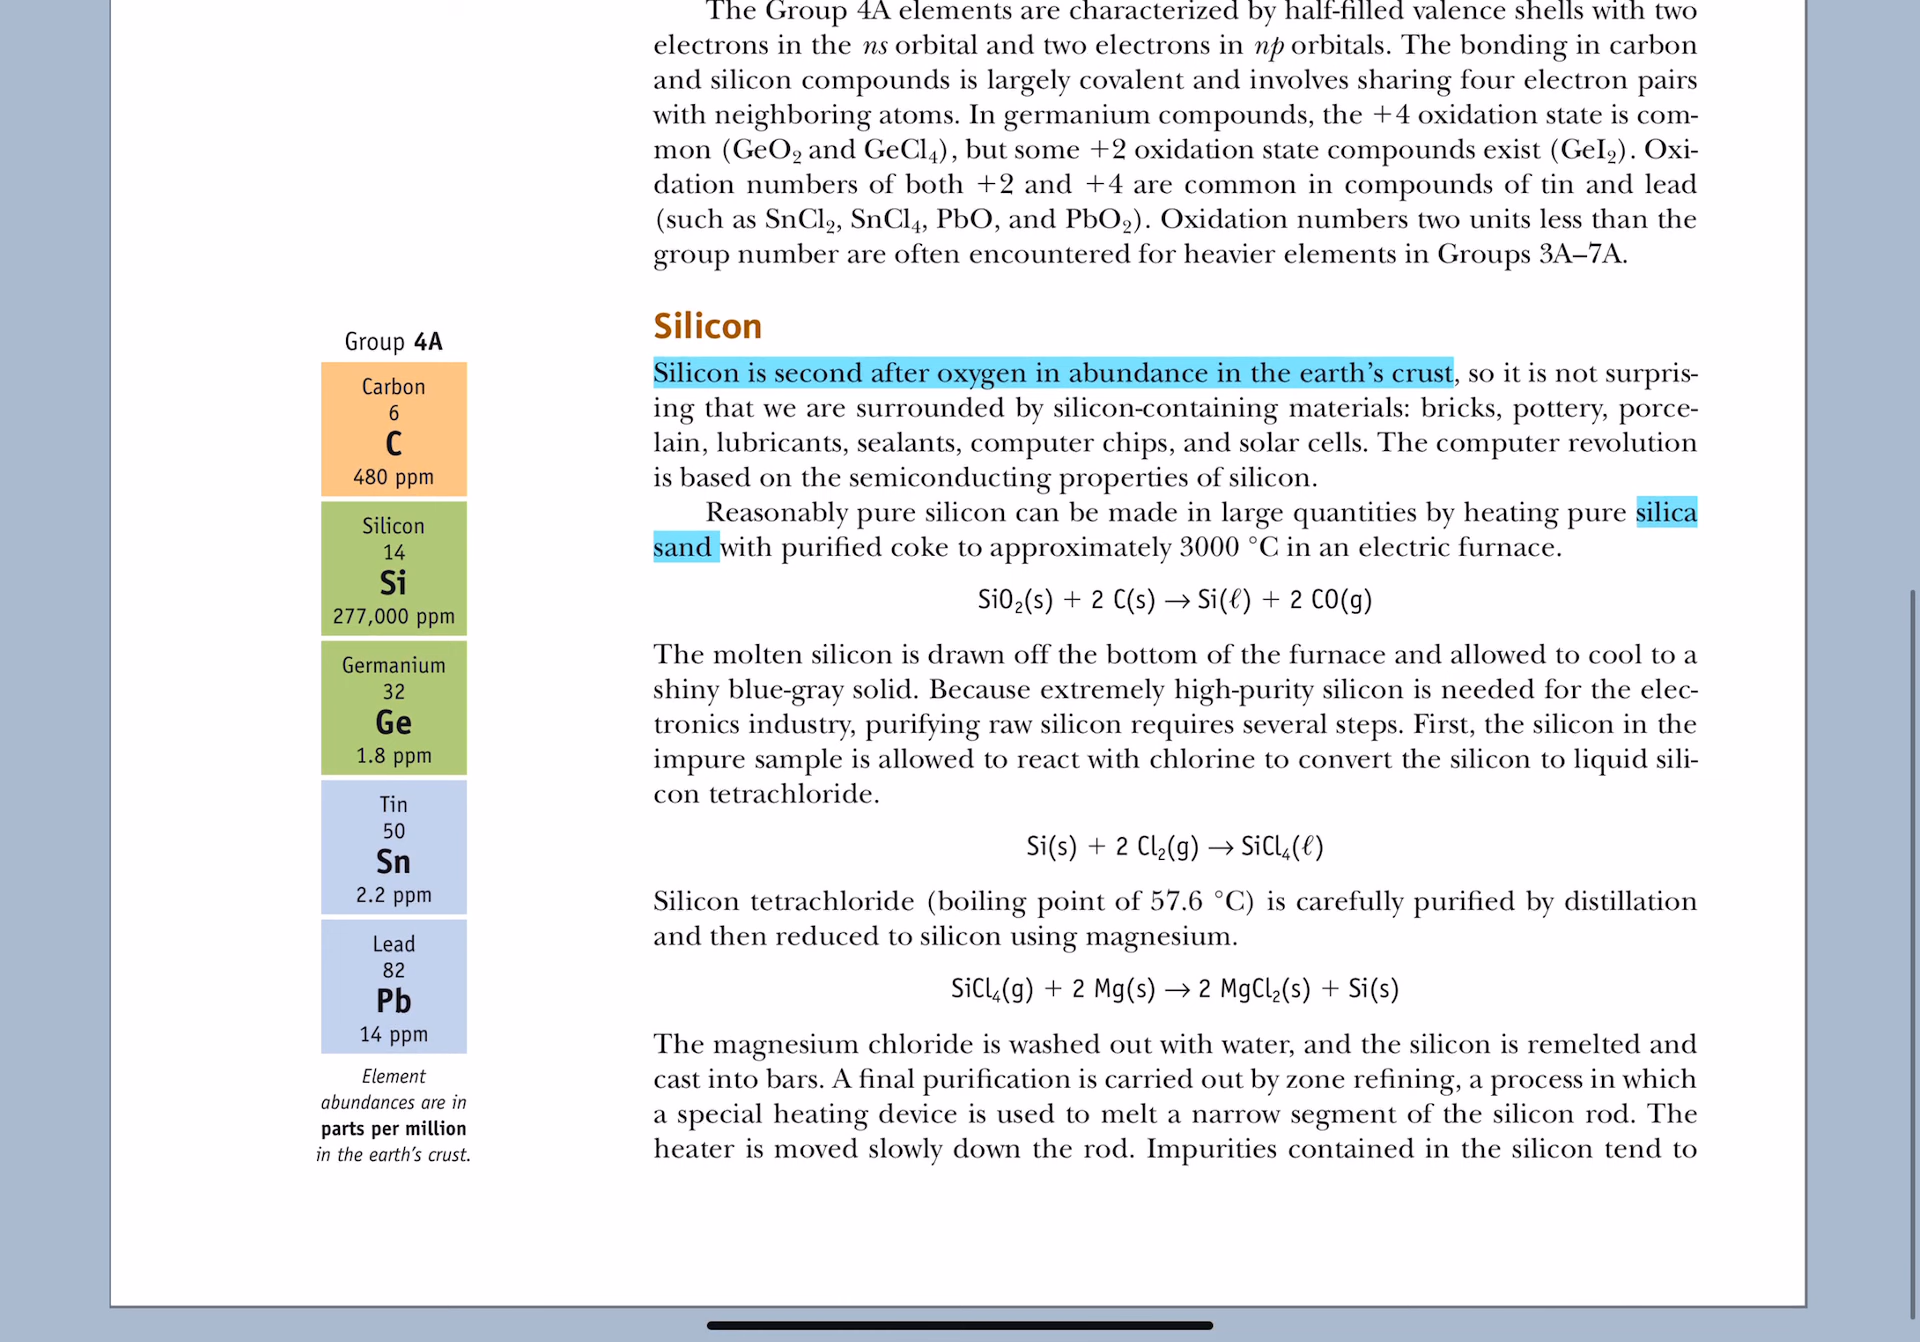 The Group 4A elements are characterized by half-filled valence shells with two
electrons in the ns orbital and two electrons in np orbitals. The bonding in carbon
and silicon compounds is largely covalent and involves sharing four electron pairs
with neighboring atoms. In germanium compounds, the +4 oxidation state is com-
mon (GeO₂ and GeCl₄), but some +2 oxidation state compounds exist (GeI₂). Oxi-
dation numbers of both +2 and +4 are common in compounds of tin and lead
(such as SnCl₂, SnCl₄, PbO, and PbO₂). Oxidation numbers two units less than the
group number are often encountered for heavier elements in Groups 3A–7A.
Group 4A
Carbon
6
C
480 ppm
Silicon
14
Si
277,000 ppm
Germanium
32
Ge
1.8 ppm
Tin
50
Sn
2.2 ppm
Lead
82
Pb
14 ppm
Element
abundances are in
parts per million
in the earth's crust.
Silicon
Silicon is second after oxygen in abundance in the earth's crust, so it is not surpris-
ing that we are surrounded by silicon-containing materials: bricks, pottery, porce-
lain, lubricants, sealants, computer chips, and solar cells. The computer revolution
is based on the semiconducting properties of silicon.
Reasonably pure silicon can be made in large quantities by heating pure silica
sand with purified coke to approximately 3000 °C in an electric furnace.
SiO₂(s) + 2 C(s) → Si(ℓ) + 2 CO(g)
The molten silicon is drawn off the bottom of the furnace and allowed to cool to a
shiny blue-gray solid. Because extremely high-purity silicon is needed for the elec-
tronics industry, purifying raw silicon requires several steps. First, the silicon in the
impure sample is allowed to react with chlorine to convert the silicon to liquid sili-
con tetrachloride.
Si(s) + 2 Cl₂(g) → SiCl₄(ℓ)
Silicon tetrachloride (boiling point of 57.6 °C) is carefully purified by distillation
and then reduced to silicon using magnesium.
SiCl₄(g) + 2 Mg(s) → 2 MgCl₂(s) + Si(s)
The magnesium chloride is washed out with water, and the silicon is remelted and
cast into bars. A final purification is carried out by zone refining, a process in which
a special heating device is used to melt a narrow segment of the silicon rod. The
heater is moved slowly down the rod. Impurities contained in the silicon tend to